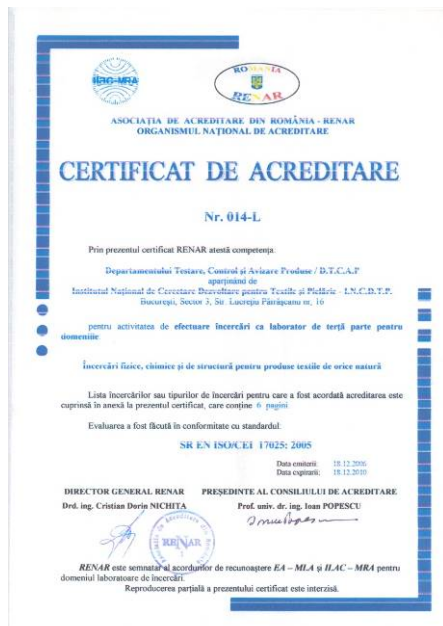 ILAC-MRA
ROMANIA
RENAR
ASOCIAȚIA DE ACREDITARE DIN ROMÂNIA - RENAR
ORGANISMUL NAȚIONAL DE ACREDITARE
CERTIFICAT DE ACREDITARE
Nr. 014-L
Prin prezentul certificat RENAR atestă competența:
Departamentului Testare, Control și Avizare Produse / D.T.C.A.P
aparținând de
Institutul Național de Cercetare Dezvoltare pentru Textile și Pielărie - I.N.C.D.T.P.
București, Sector 3, Str. Lucrețiu Pătrășcanu nr. 16
pentru activitatea de efectuare încercări ca laborator de terță parte pentru
domeniile
Încercări fizice, chimice și de structură pentru produse textile de orice natură
Lista încercărilor sau tipurilor de încercări pentru care a fost acordată acreditarea este
cuprinsă în anexă la prezentul certificat, care conține 6 pagini.
Evaluarea a fost făcută în conformitate cu standardul:
SR EN ISO/CEI 17025: 2005
Data emiterii: 18.12.2006
Data expirării: 18.12.2010
DIRECTOR GENERAL RENAR PREȘEDINTE AL CONSILIULUI DE ACREDITARE
Drd. ing. Cristian Dorin NICHITA Prof. univ. dr. ing. Ioan POPESCU
RENAR
RENAR este semnatar al acordurilor de recunoaștere EA – MLA și ILAC – MRA pentru
domeniul laboratoare de încercări.
Reproducerea parțială a prezentului certificat este interzisă.